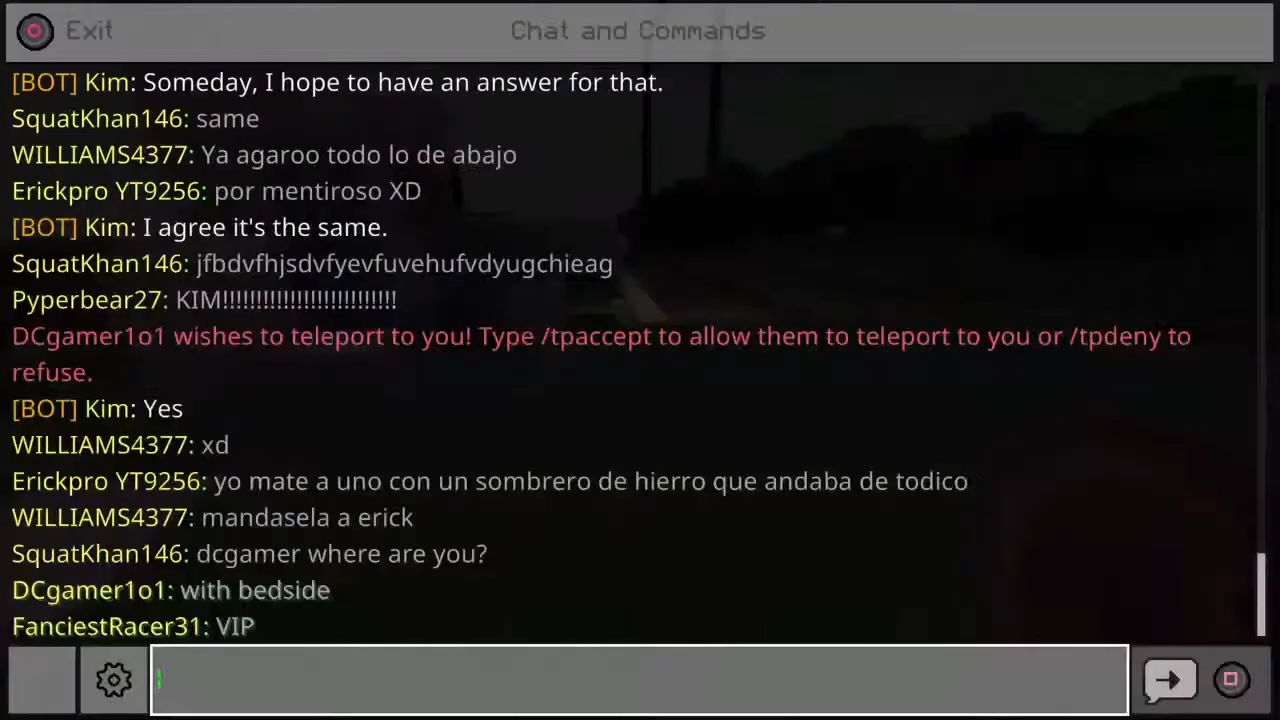 Exit
Chat and Commands
[BOT] Kim: Someday, I hope to have an answer for that.
SquatKhan146: same
WILLIAMS4377: Ya agaroo todo lo de abajo
Erickpro YT9256: por mentiroso XD
[BOT] Kim: I agree it's the same.
SquatKhan146: jfbdvfhjsdvfyevfuvehufvdyugchieag
Pyperbear27: KIM!!!!!!!!!!!!!!!!!!!!!!!!!!
DCgamer1o1 wishes to teleport to you! Type /tpaccept to allow them to teleport to you or /tpdeny to
refuse.
[BOT] Kim: Yes
WILLIAMS4377: xd
Erickpro YT9256: yo mate a uno con un sombrero de hierro que andaba de todico
WILLIAMS4377: mandasela a erick
SquatKhan146: dcgamer where are you?
DCgamer1o1: with bedside
FanciestRacer31: VIP